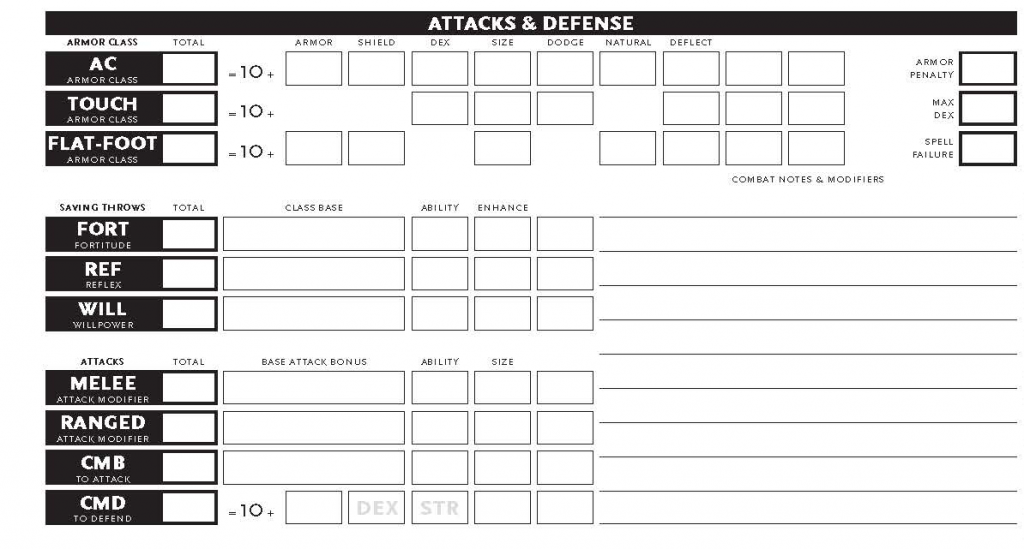 ATTACKS & DEFENSE
ARMOR CLASS TOTAL ARMOR SHIELD DEX SIZE DODGE NATURAL DEFLECT
AC = 10 + ARMOR
ARMOR CLASS PENALTY
TOUCH = 10 + MAX
ARMOR CLASS DEX
FLAT-FOOT = 10 + SPELL
ARMOR CLASS FAILURE
COMBAT NOTES & MODIFIERS
SAVING THROWS TOTAL CLASS BASE ABILITY ENHANCE
FORT
FORTITUDE
REF
REFLEX
WILL
WILLPOWER
ATTACKS TOTAL BASE ATTACK BONUS ABILITY SIZE
MELEE
ATTACK MODIFIER
RANGED
ATTACK MODIFIER
CMB
TO ATTACK
CMD = 10 + DEX STR
TO DEFEND